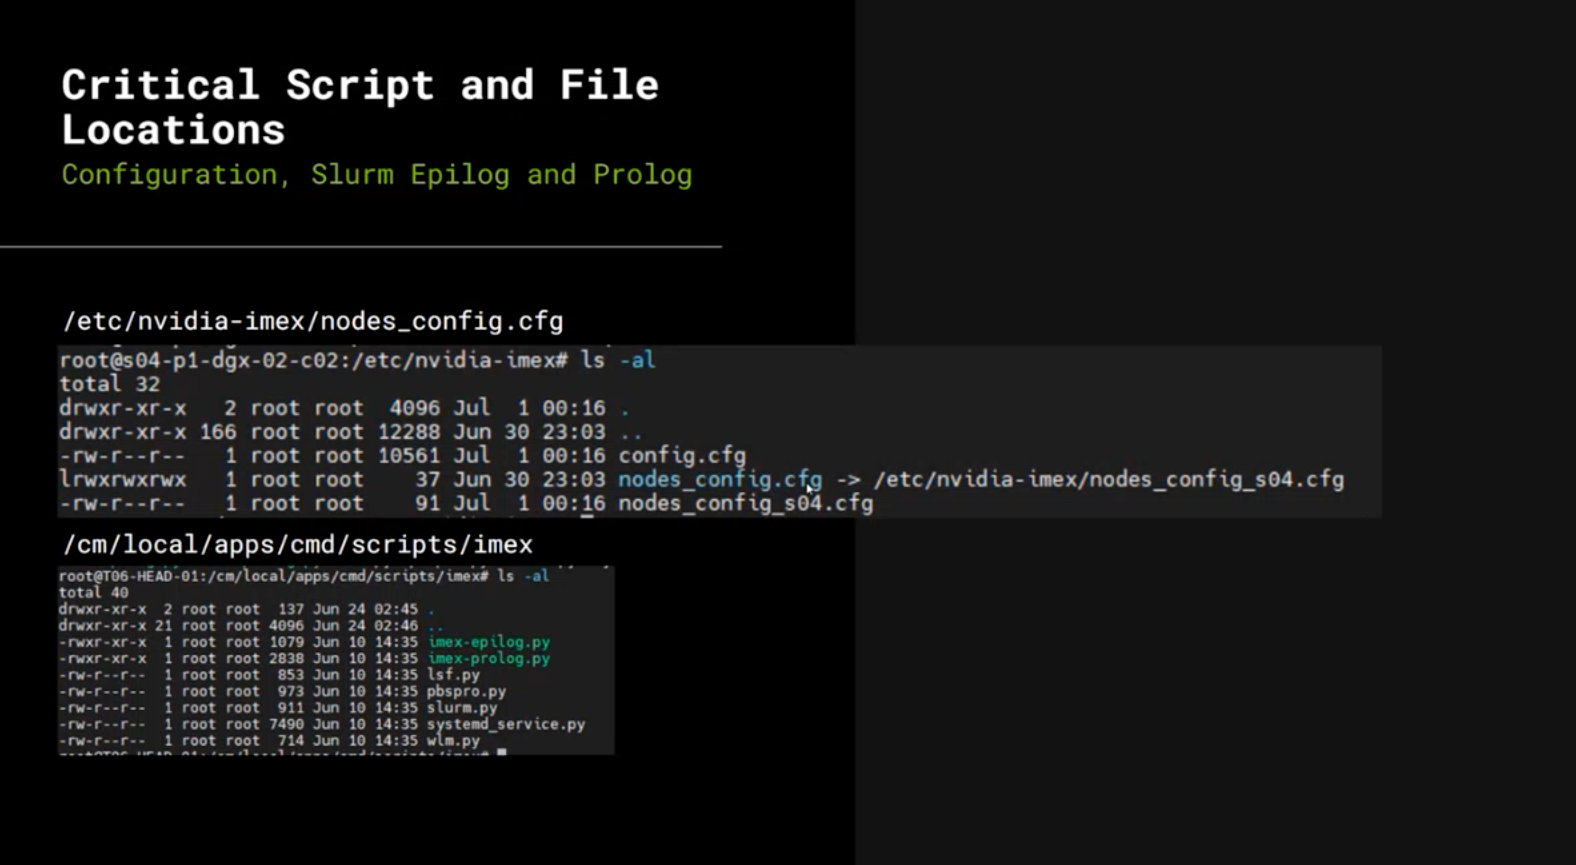 Critical Script and File
Locations
Configuration, Slurm Epilog and Prolog
/etc/nvidia-imex/nodes_config.cfg
root@s04-p1-dgx-02-c02:/etc/nvidia-imex# ls -al
total 32
drwxr-xr-x   2 root root  4096 Jul  1 00:16 .
drwxr-xr-x 166 root root 12288 Jun 30 23:03 ..
-rw-r--r--   1 root root 10561 Jul  1 00:16 config.cfg
lrwxrwxrwx   1 root root    37 Jun 30 23:03 nodes_config.cfg -> /etc/nvidia-imex/nodes_config_s04.cfg
-rw-r--r--   1 root root    91 Jul  1 00:16 nodes_config_s04.cfg
/cm/local/apps/cmd/scripts/imex
root@T06-HEAD-01:/cm/local/apps/cmd/scripts/imex# ls -al
total 40
drwxr-xr-x  2 root root  137 Jun 24 02:45 .
drwxr-xr-x 21 root root 4096 Jun 24 02:46 ..
-rwxr-xr-x  1 root root 1079 Jun 10 14:35 imex-epilog.py
-rwxr-xr-x  1 root root 2838 Jun 10 14:35 imex-prolog.py
-rw-r--r--  1 root root  853 Jun 10 14:35 lsf.py
-rw-r--r--  1 root root  973 Jun 10 14:35 pbspro.py
-rw-r--r--  1 root root  911 Jun 10 14:35 slurm.py
-rw-r--r--  1 root root 7490 Jun 10 14:35 systemd_service.py
-rw-r--r--  1 root root  714 Jun 10 14:35 wlm.py